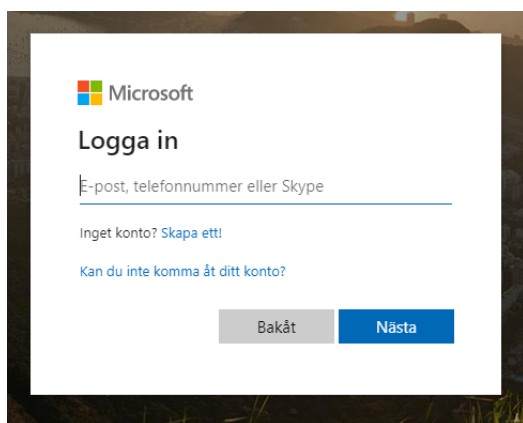 Microsoft
Logga in
E-post, telefonnummer eller Skype
Inget konto? Skapa ett!
Kan du inte komma åt ditt konto?
Bakåt Nästa